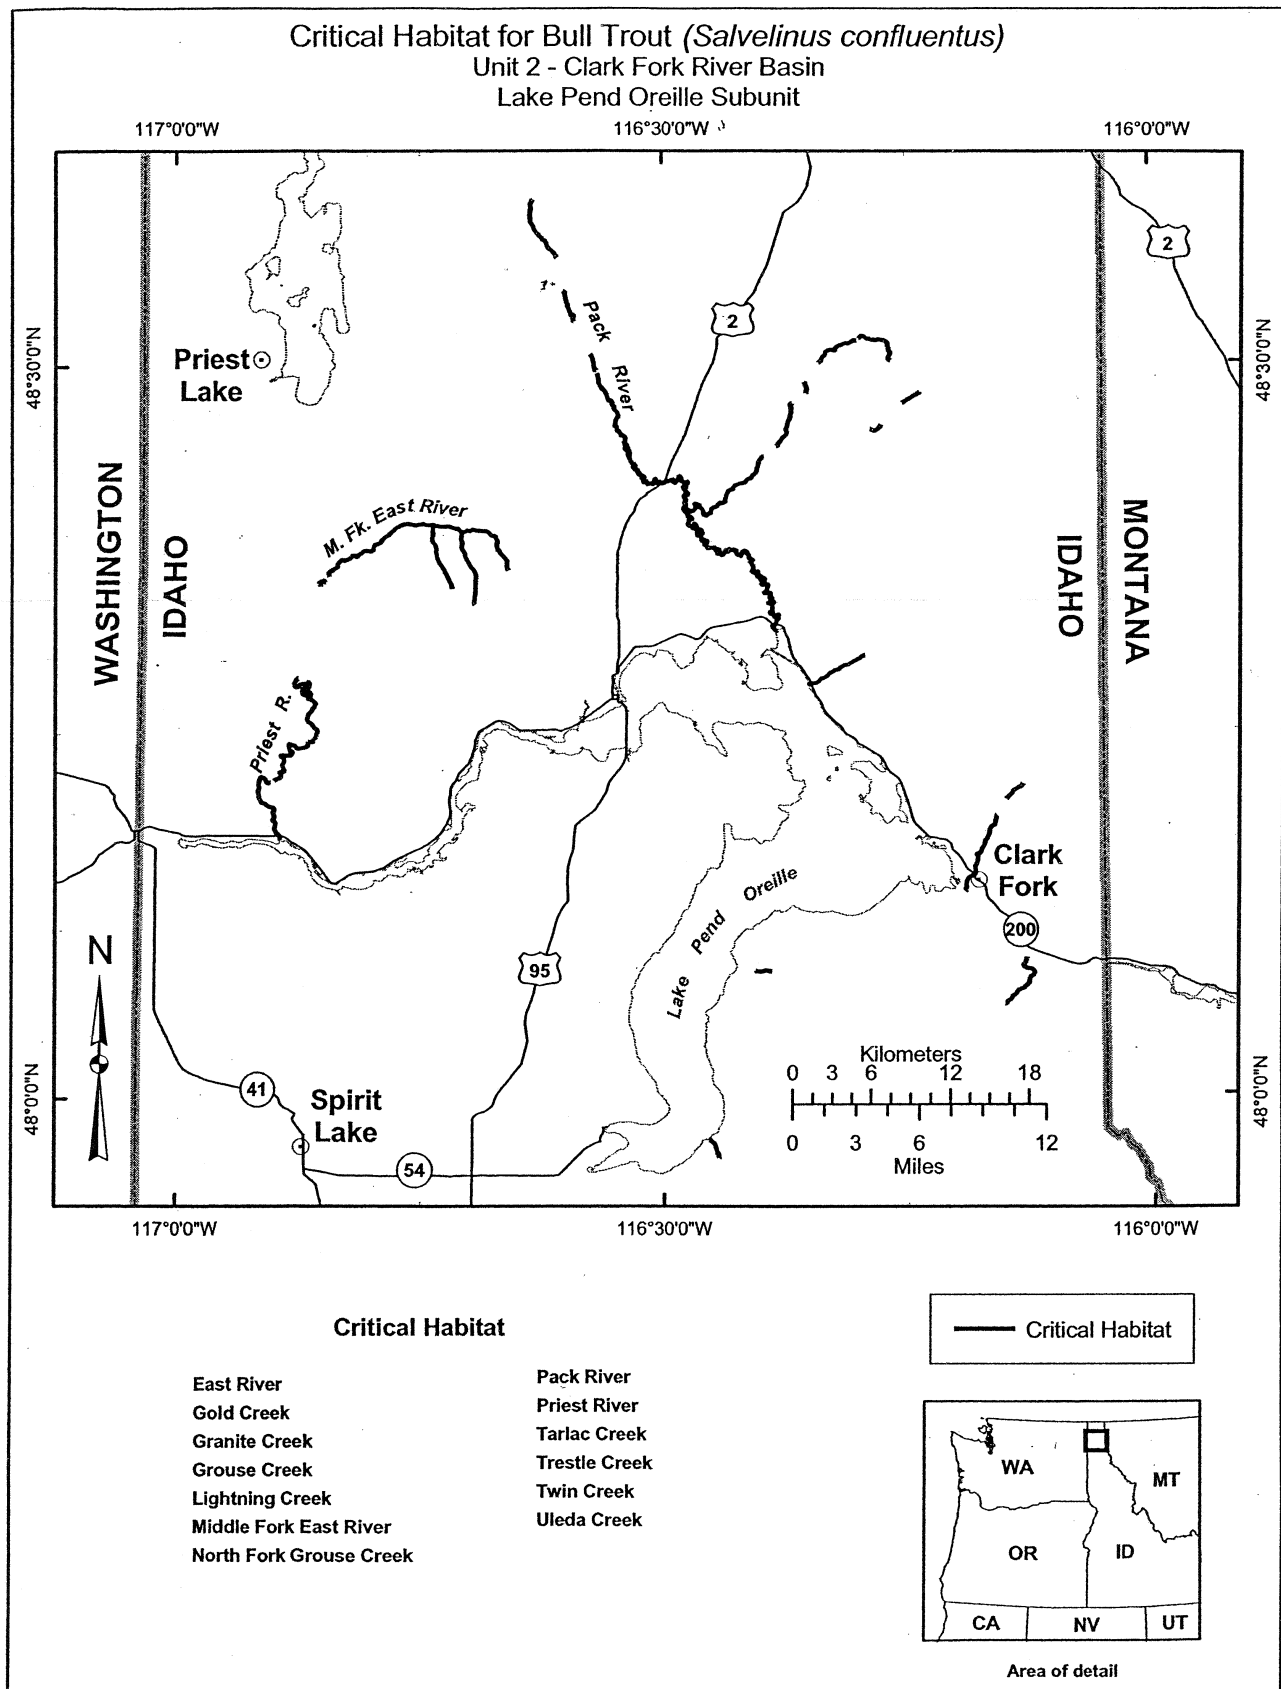 Critical Habitat for Bull Trout (Salvelinus confluentus)
Unit 2 - Clark Fork River Basin
Lake Pend Oreille Subunit
117°0'0"W
116°30'0"W
116°0'0"W
48°30'0"N
48°30'0"N
2
2
Pack River
Priest
Lake
M. Fk. East River
WASHINGTON
IDAHO
IDAHO
MONTANA
Priest R.
Clark
Fork
Lake Pend Oreille
200
N
95
48°0'0"N
48°0'0"N
Kilometers
0 3 6 12 18
0 3 6 12
Miles
41
Spirit
Lake
54
117°0'0"W
116°30'0"W
116°0'0"W
Critical Habitat
East River
Gold Creek
Granite Creek
Grouse Creek
Lightning Creek
Middle Fork East River
North Fork Grouse Creek
Pack River
Priest River
Tarlac Creek
Trestle Creek
Twin Creek
Uleda Creek
Critical Habitat
WA
MT
OR
ID
CA
NV
UT
Area of detail